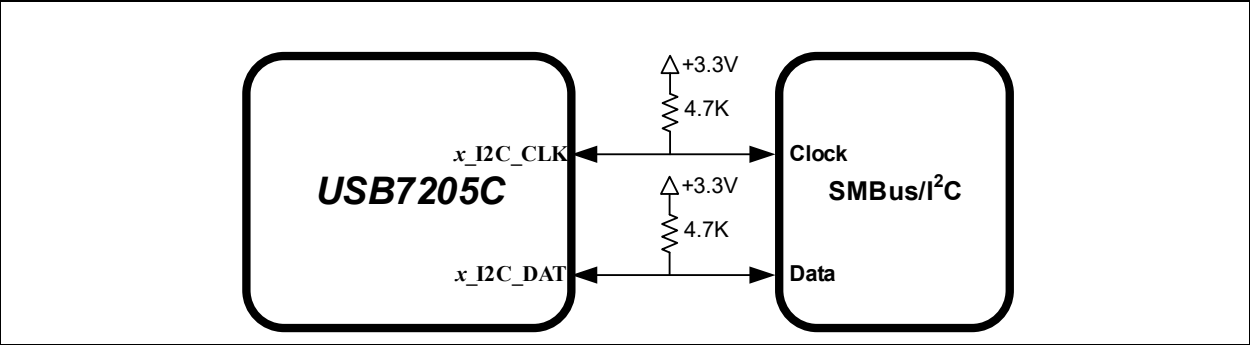 +3.3V
4.7K
x_I2C_CLK
Clock
USB7205C
+3.3V
SMBus/I²C
4.7K
x_I2C_DAT
Data